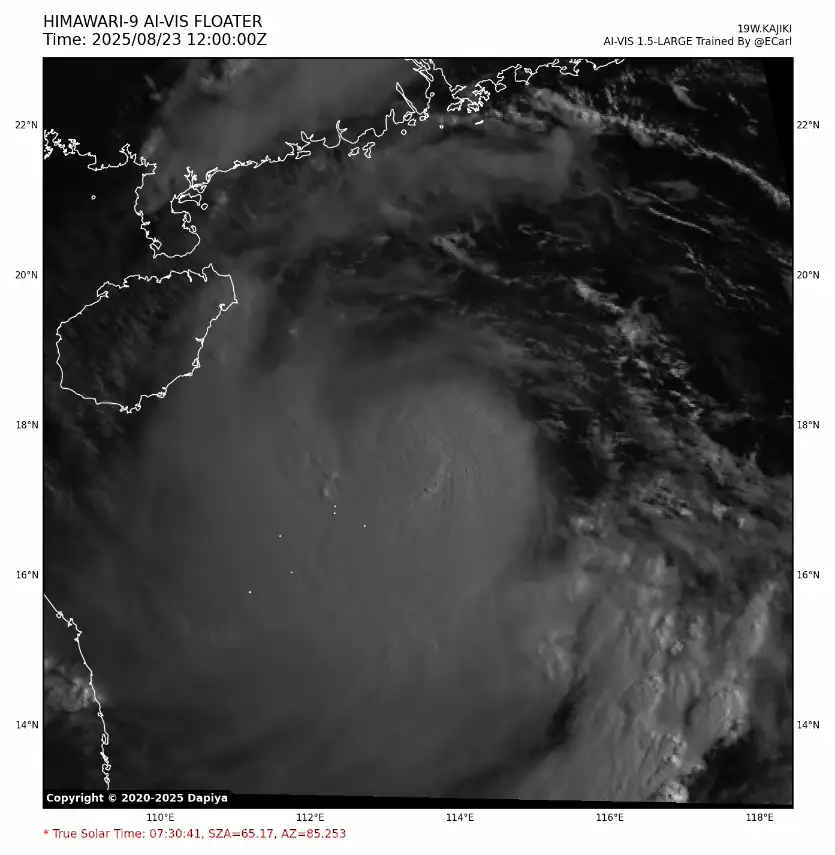 HIMAWARI-9 AI-VIS FLOATER
Time: 2025/08/23 12:00:00Z
19W.KAJIKI
AI-VIS 1.5-LARGE Trained By @ECarl
22°N
22°N
20°N
20°N
18°N
18°N
16°N
16°N
14°N
14°N
Copyright © 2020-2025 Dapiya
110°E
112°E
114°E
116°E
118°E
* True Solar Time: 07:30:41, SZA=65.17, AZ=85.253